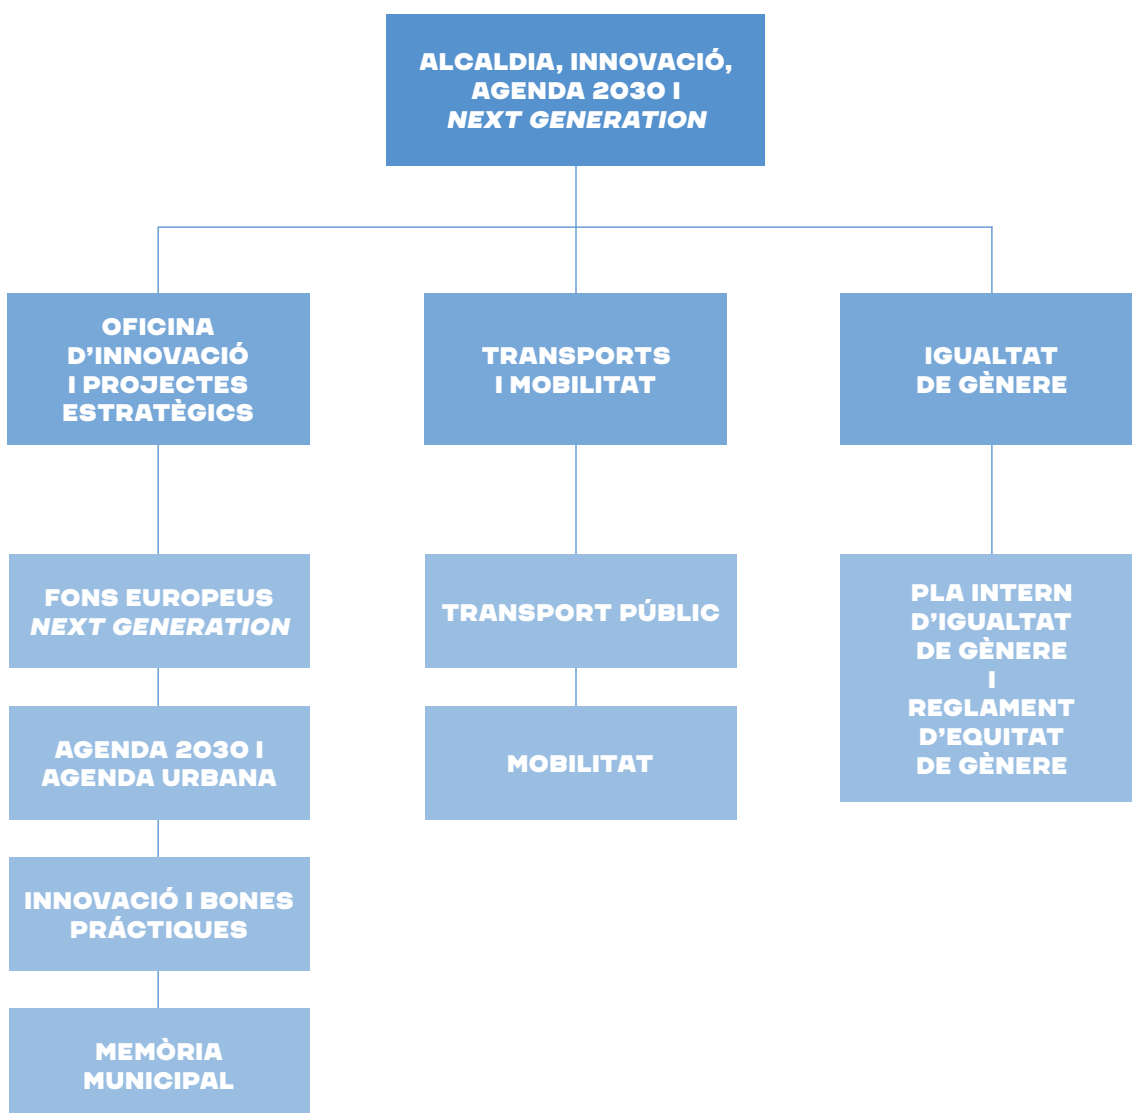 ALCALDIA, INNOVACIÓ,
AGENDA 2030 I
NEXT GENERATION
OFICINA
D'INNOVACIÓ
I PROJECTES
ESTRATÈGICS
TRANSPORTS
I MOBILITAT
IGUALTAT
DE GÈNERE
FONS EUROPEUS
NEXT GENERATION
AGENDA 2030 I
AGENDA URBANA
INNOVACIÓ I BONES
PRÁCTIQUES
MEMÒRIA
MUNICIPAL
TRANSPORT PÚBLIC
MOBILITAT
PLA INTERN
D'IGUALTAT
DE GÈNERE
I
REGLAMENT
D'EQUITAT
DE GÈNERE